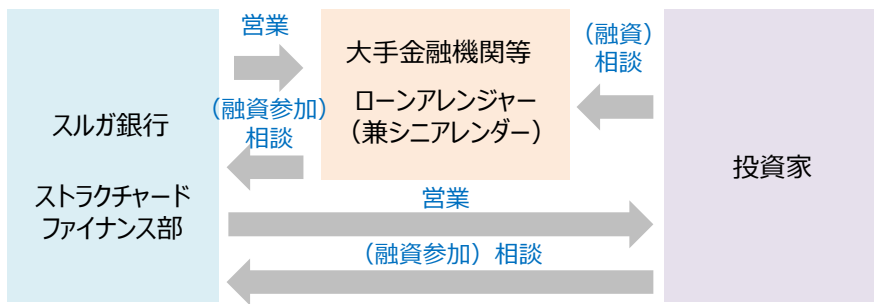 営業
大手金融機関等
ローンアレンジャー
（兼シニアレンダー）
（融資）
相談
（融資参加）
相談
スルガ銀行
ストラクチャード
ファイナンス部
投資家
営業
（融資参加）相談